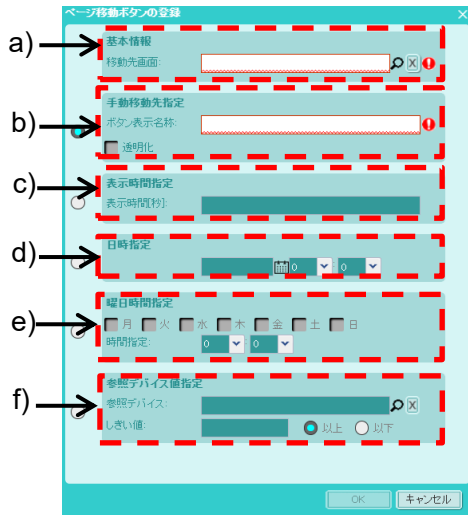 ページ移動ボタンの登録
a)
基本情報
移動先画面:
b)
手動移動先指定
ボタン表示名称:
透明化
c)
表示時間指定
表示時間[秒]:
d)
日時指定
0 0
e)
曜日時間指定
月 火 水 木 金 土 日
時間指定: 0 0
f)
参照デバイス値指定
参照デバイス:
しきい値: 以上 以下
OK キャンセル